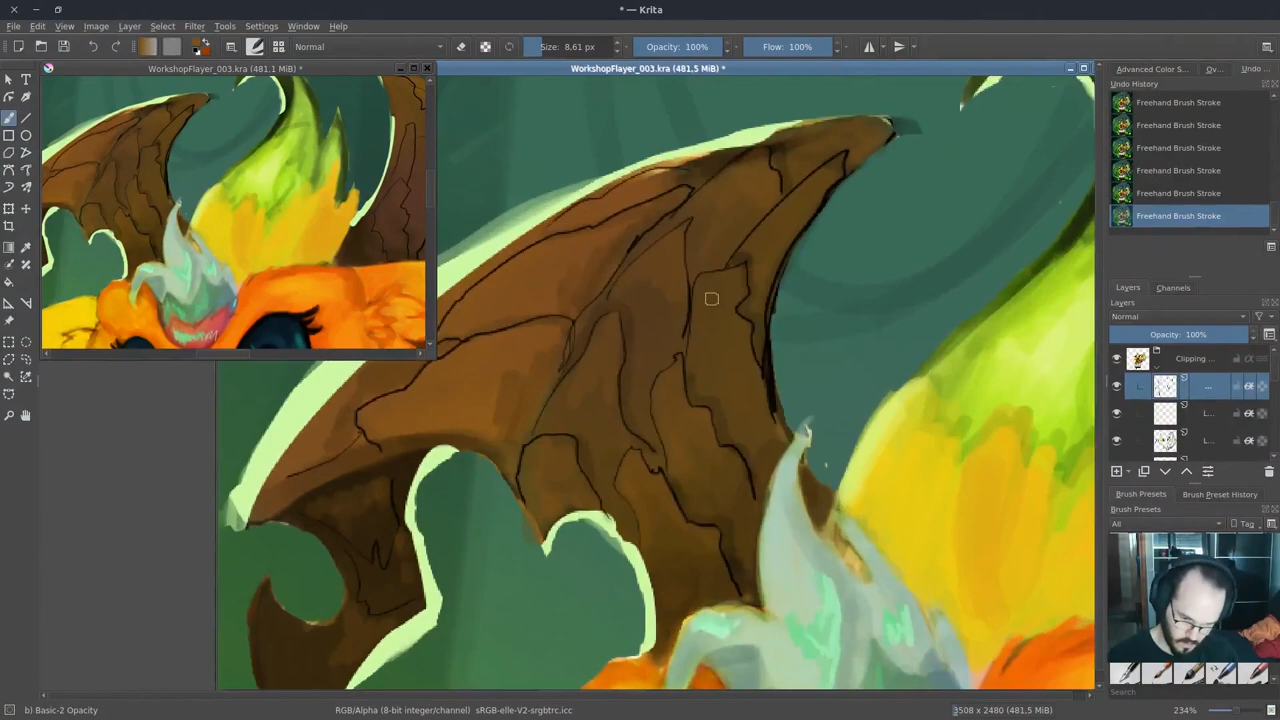 * — Krita
File Edit View Image Layer Select Filter Tools Settings Window Help
Normal Size: 8,61 px Opacity: 100% Flow: 100%
WorkshopFlayer_003.kra (481,1 MiB) *
WorkshopFlayer_003.kra (481,5 MiB) *
Advanced Color S... Ov... Undo ...
Undo History
Freehand Brush Stroke
Freehand Brush Stroke
Freehand Brush Stroke
Freehand Brush Stroke
Freehand Brush Stroke
Freehand Brush Stroke
Layers Channels
Layers
Normal
Opacity: 100%
Clipping ...
...
L...
L...
Brush Presets Brush Preset History
Brush Presets
All Tag
Search
b) Basic-2 Opacity RGB/Alpha (8-bit integer/channel) sRGB-elle-V2-srgbtrc.icc 3508 x 2480 (481,5 MiB) 234%